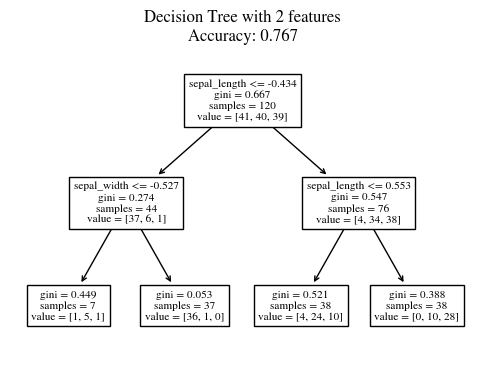 Decision Tree with 2 features
Accuracy: 0.767
sepal_length <= -0.434
gini = 0.667
samples = 120
value = [41, 40, 39]
sepal_width <= -0.527
gini = 0.274
samples = 44
value = [37, 6, 1]
sepal_length <= 0.553
gini = 0.547
samples = 76
value = [4, 34, 38]
gini = 0.449
samples = 7
value = [1, 5, 1]
gini = 0.053
samples = 37
value = [36, 1, 0]
gini = 0.521
samples = 38
value = [4, 24, 10]
gini = 0.388
samples = 38
value = [0, 10, 28]